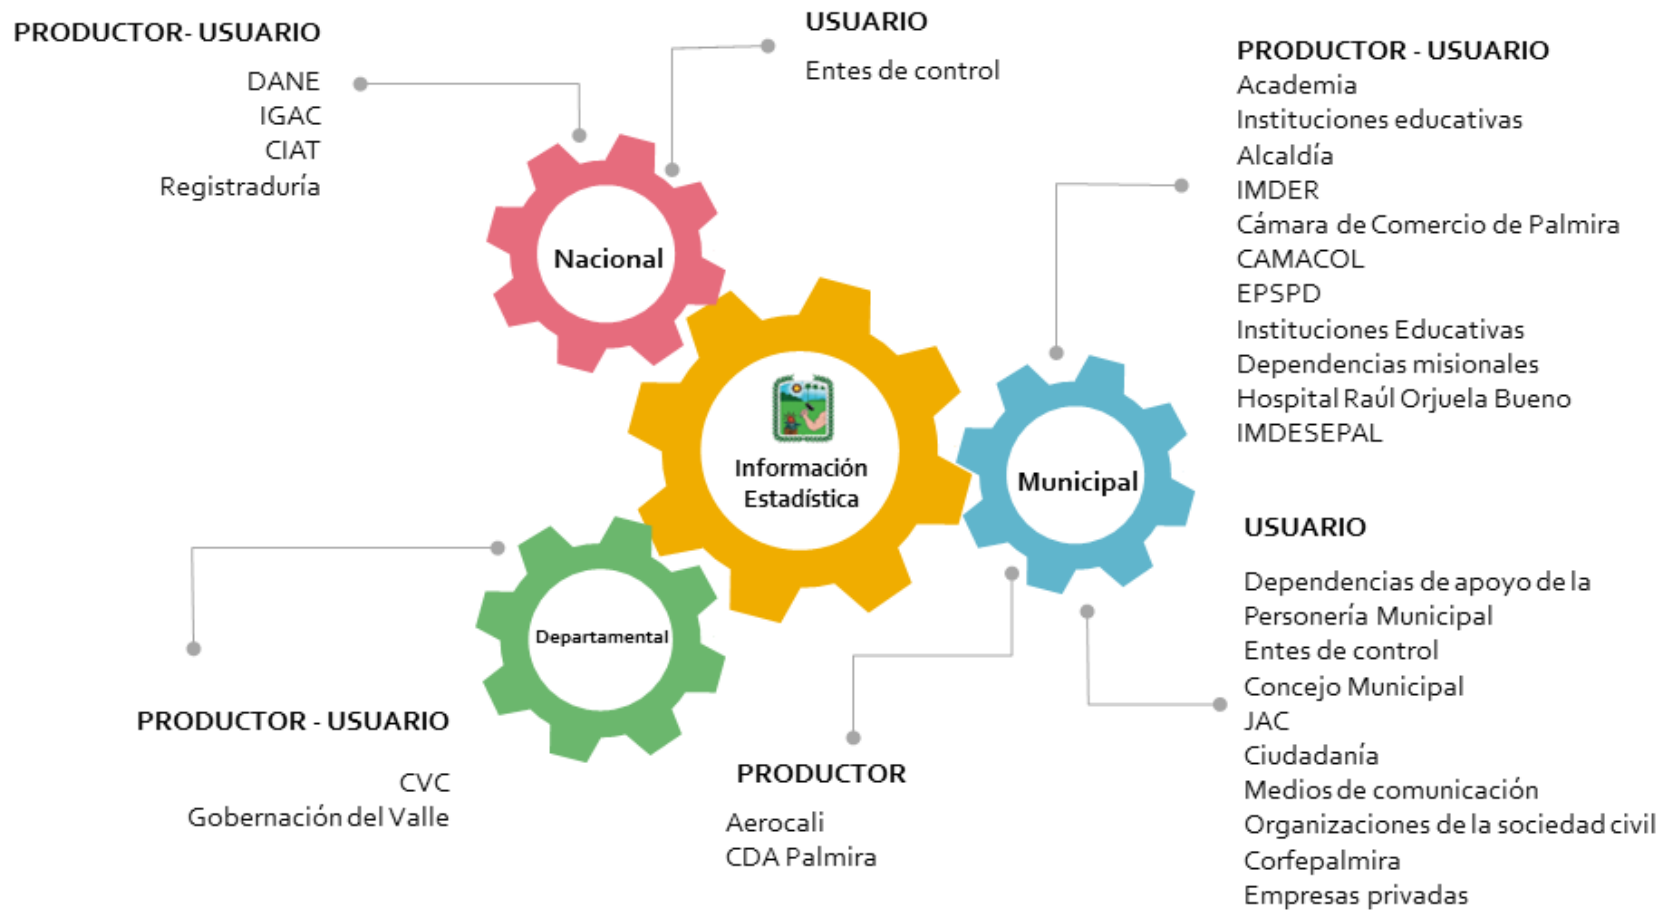 PRODUCTOR- USUARIO
DANE
IGAC
CIAT
Registraduría
USUARIO
Entes de control
PRODUCTOR - USUARIO
Academia
Instituciones educativas
Alcaldía
IMDER
Cámara de Comercio de Palmira
CAMACOL
EPSPD
Instituciones Educativas
Dependencias misionales
Hospital Raúl Orjuela Bueno
IMDESEPAL
Nacional
Información
Estadística
Municipal
Departamental
USUARIO
Dependencias de apoyo de la
Personería Municipal
Entes de control
Concejo Municipal
JAC
Ciudadanía
Medios de comunicación
Organizaciones de la sociedad civil
Corfepalmira
Empresas privadas
PRODUCTOR - USUARIO
CVC
Gobernación del Valle
PRODUCTOR
Aerocali
CDA Palmira